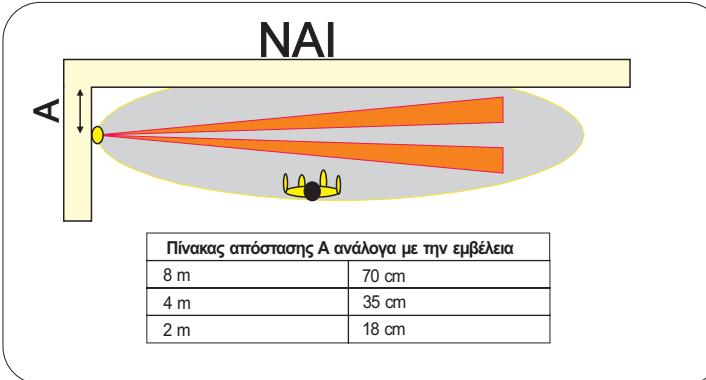 ΝΑΙ
Α
Πίνακας απόστασης Α ανάλογα με την εμβέλεια
8 m 70 cm
4 m 35 cm
2 m 18 cm